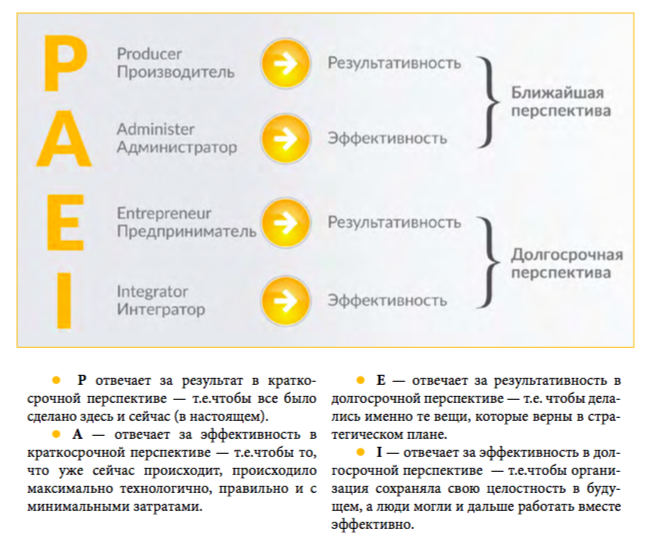 P
Producer
Производитель
Результативность
A
Administer
Администратор
Эффективность
Ближайшая
перспектива
E
Entrepreneur
Предприниматель
Результативность
I
Integrator
Интегратор
Эффективность
Долгосрочная
перспектива
• P отвечает за результат в кратко-
срочной перспективе — т.е.чтобы все было
сделано здесь и сейчас (в настоящем).
• A — отвечает за эффективность в
краткосрочной перспективе — т.е.чтобы то,
что уже сейчас происходит, происходило
максимально технологично, правильно и с
минимальными затратами.
• E — отвечает за результативность в
долгосрочной перспективе — т.е. чтобы дела-
лись именно те вещи, которые верны в стра-
тегическом плане.
• I — отвечает за эффективность в дол-
госрочной перспективе — т.е.чтобы органи-
зация сохраняла свою целостность в буду-
щем, а люди могли и дальше работать вместе
эффективно.